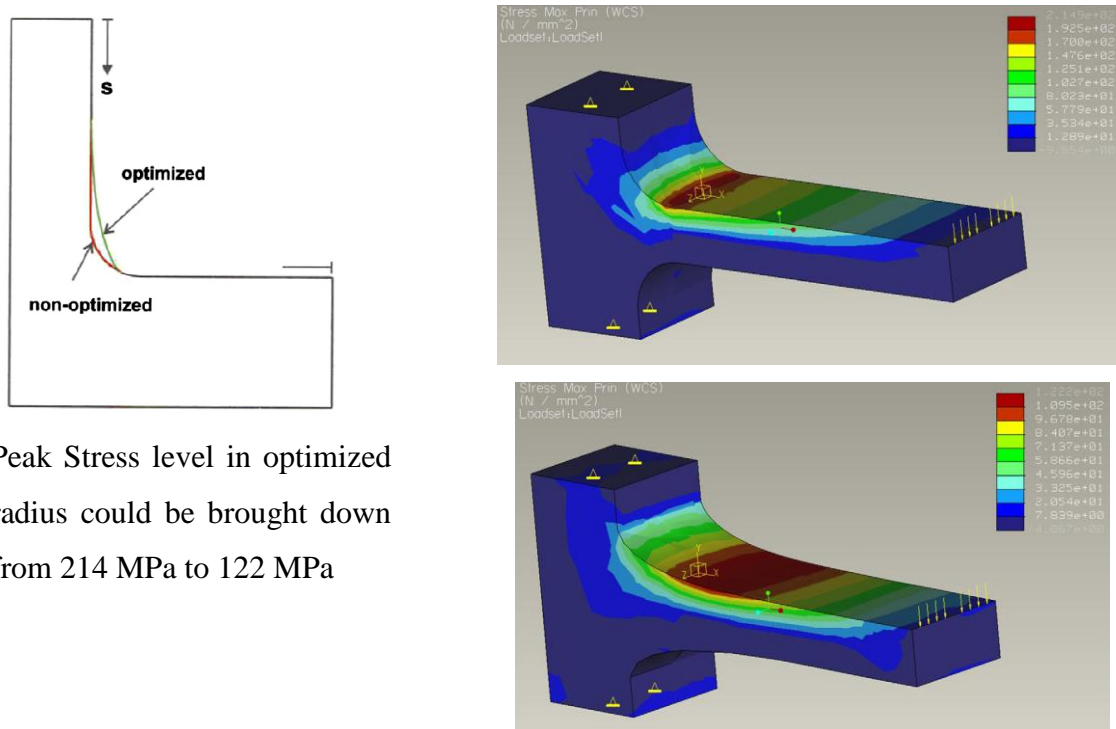 s
optimized
non-optimized
Peak Stress level in optimized
radius could be brought down
from 214 MPa to 122 MPa
Stress Max Prin (WCS)
(N / mm^2)
Loadset:LoadSet1
2.149e+02
1.925e+02
1.700e+02
1.476e+02
1.251e+02
1.027e+02
8.023e+01
5.779e+01
3.534e+01
1.289e+01
Y
Z
X
Stress Max Prin (WCS)
(N / mm^2)
Loadset:LoadSet1
1.222e+02
1.095e+02
9.678e+01
8.407e+01
7.137e+01
5.866e+01
4.596e+01
3.325e+01
2.054e+01
7.839e+00
Y
Z
X